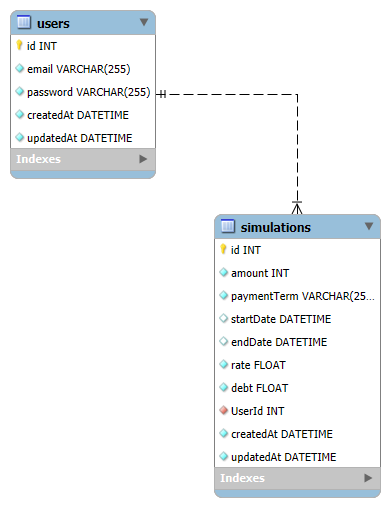 users
id INT
email VARCHAR(255)
password VARCHAR(255)
createdAt DATETIME
updatedAt DATETIME
Indexes
simulations
id INT
amount INT
paymentTerm VARCHAR(25...
startDate DATETIME
endDate DATETIME
rate FLOAT
debt FLOAT
UserId INT
createdAt DATETIME
updatedAt DATETIME
Indexes